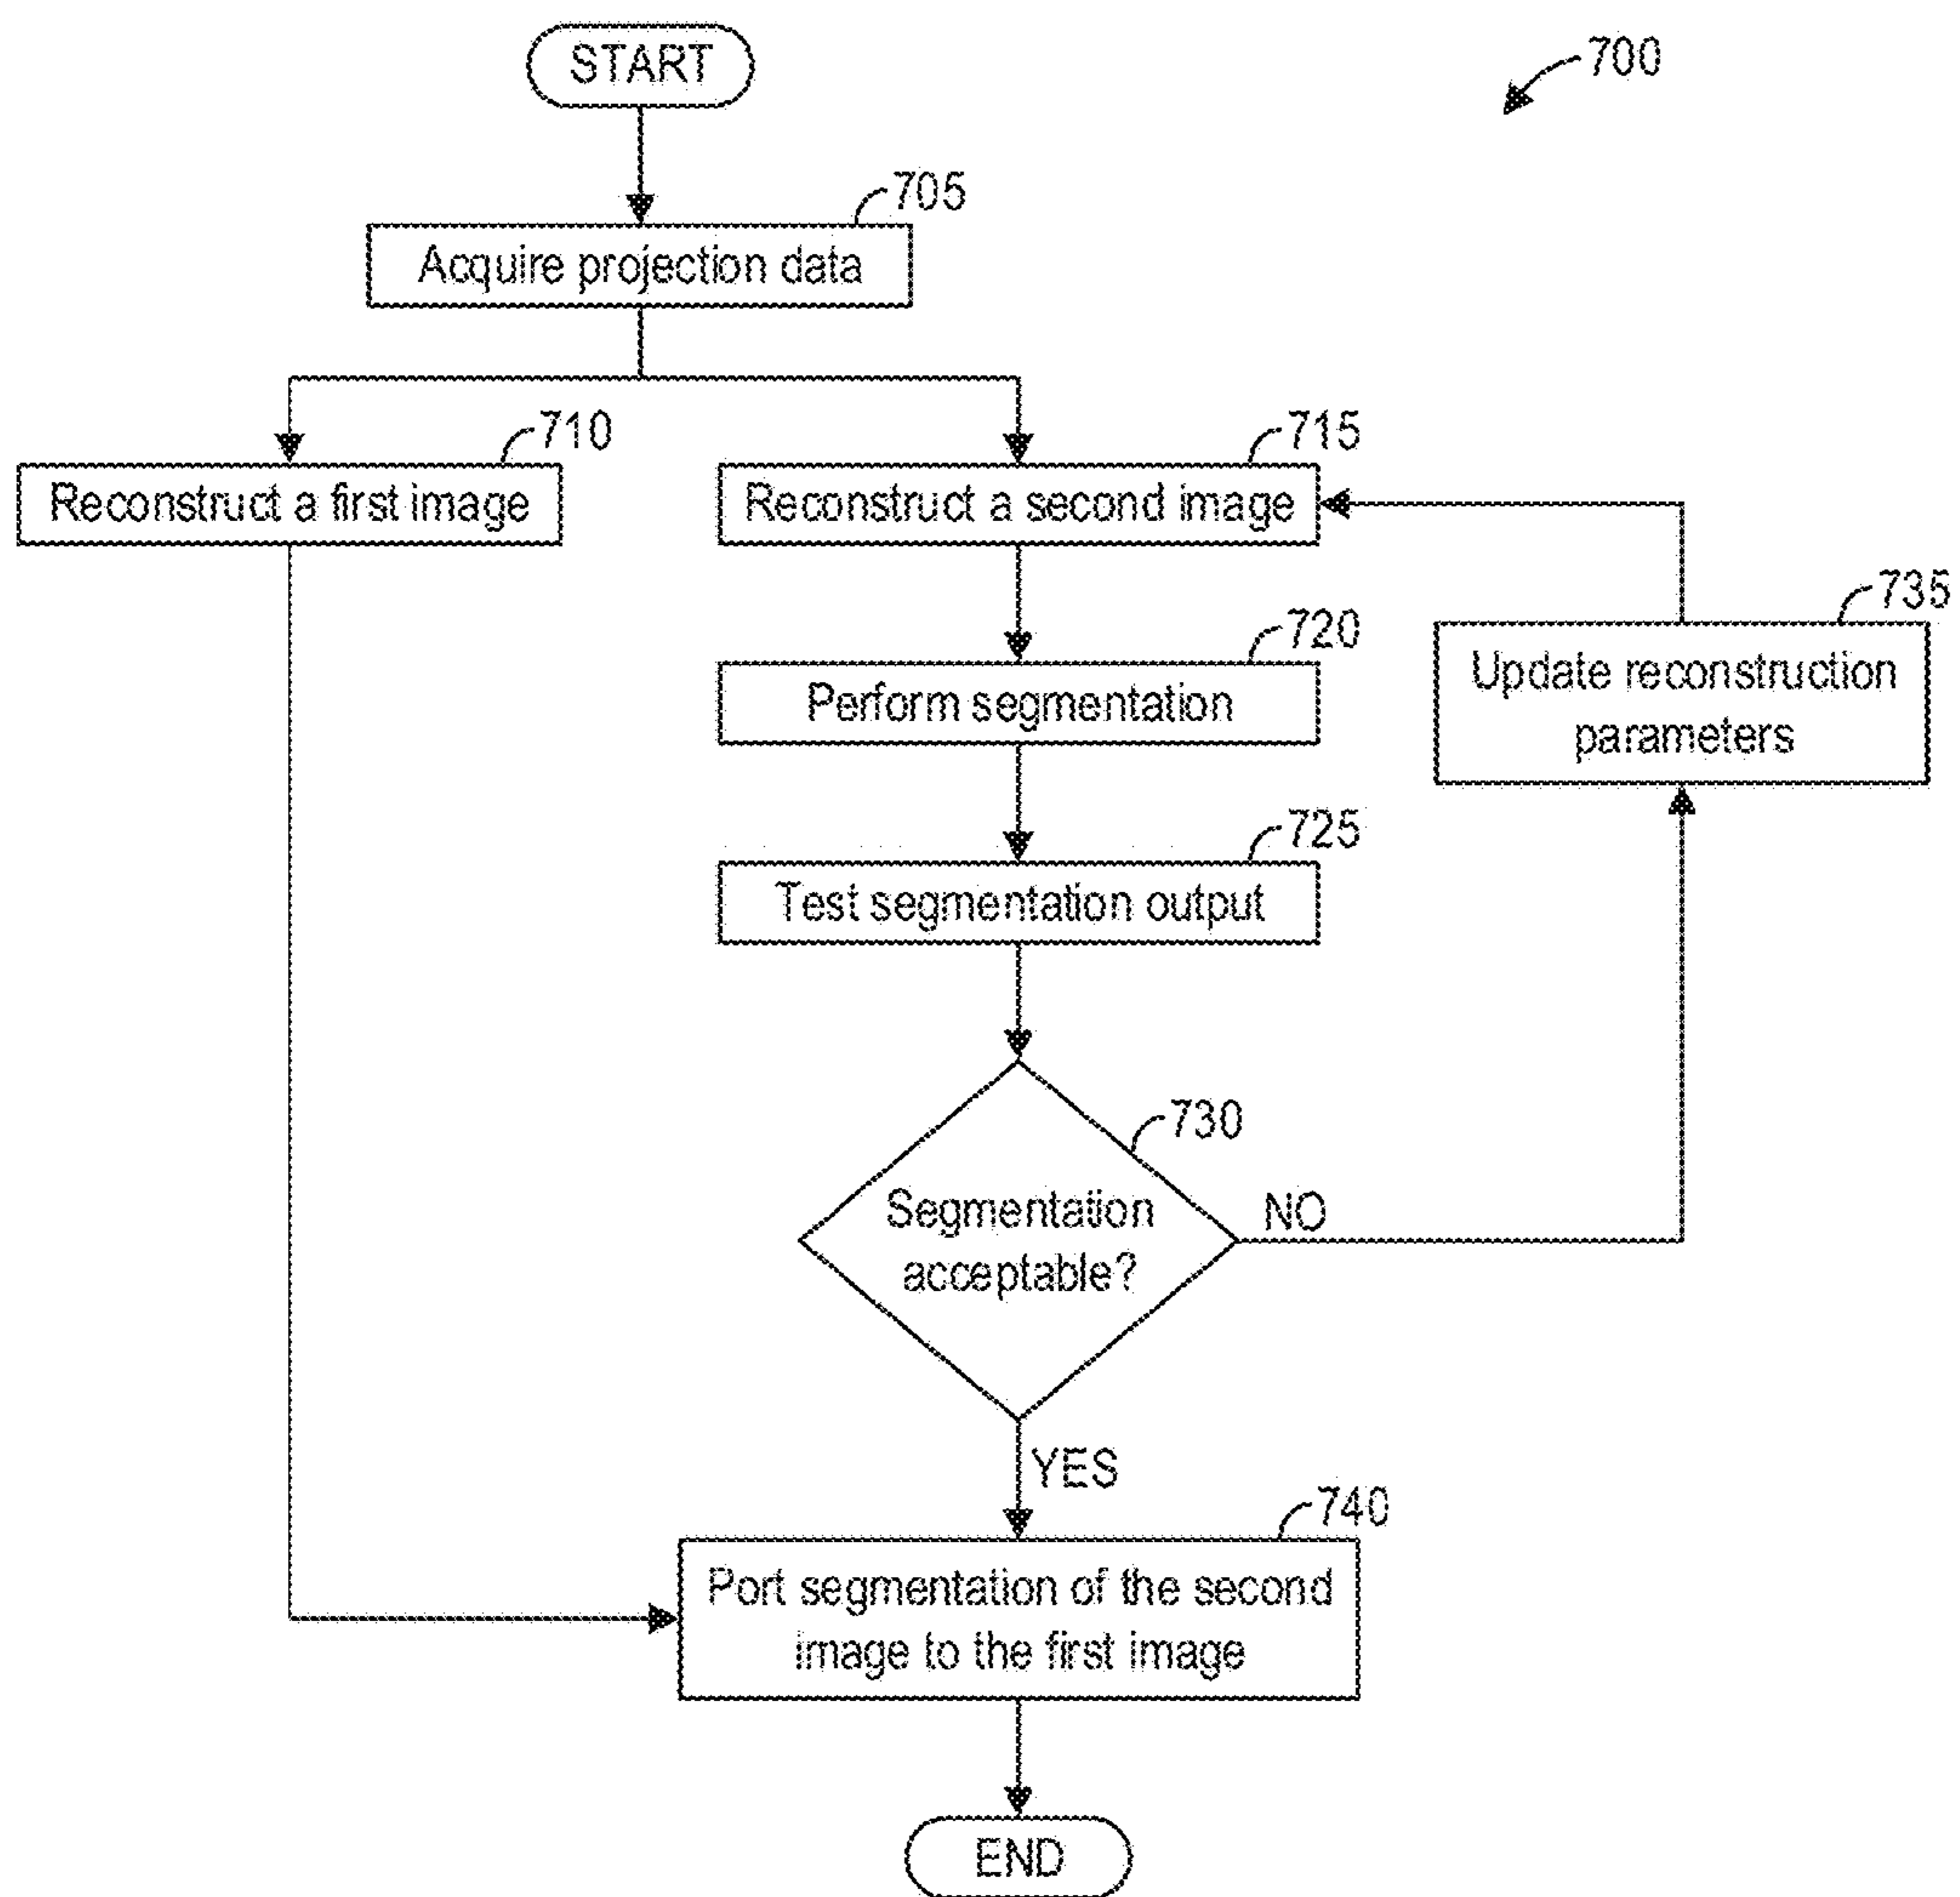 START
700
705
Acquire projection data
710
715
Reconstruct a first image
Reconstruct a second image
735
720
Update reconstruction
parameters
Perform segmentation
725
Test segmentation output
730
Segmentation
acceptable?
NO
YES
740
Port segmentation of the second
image to the first image
END